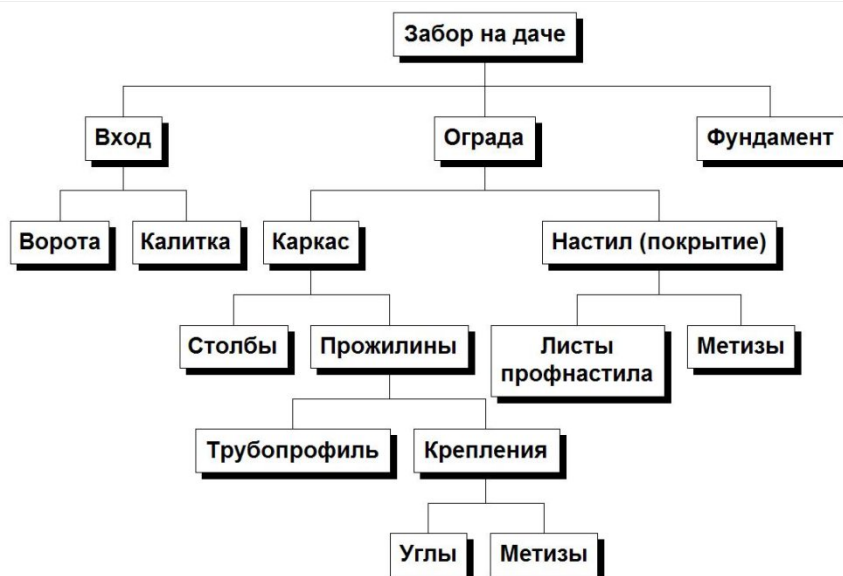 Забор на даче
Вход
Ограда
Фундамент
Ворота
Калитка
Каркас
Настил (покрытие)
Столбы
Прожилины
Листы
профнастила
Метизы
Трубопрофиль
Крепления
Углы
Метизы